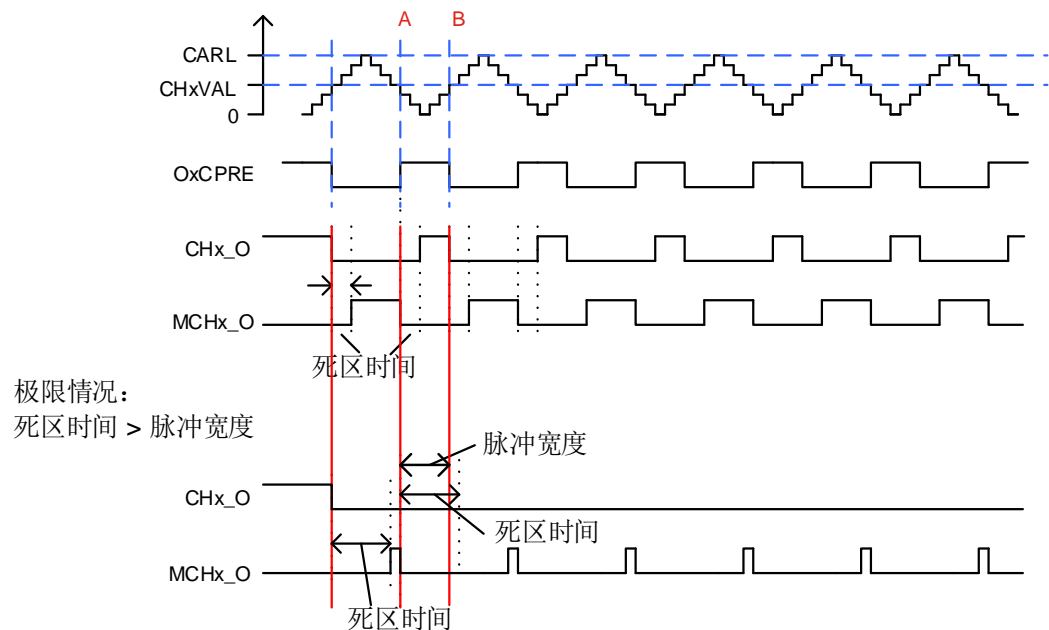 A B
CARL
CHxVAL
0
OxCPRE
CHx_O
MCHx_O
死区时间
极限情况：
死区时间 > 脉冲宽度
脉冲宽度
CHx_O
死区时间
MCHx_O
死区时间